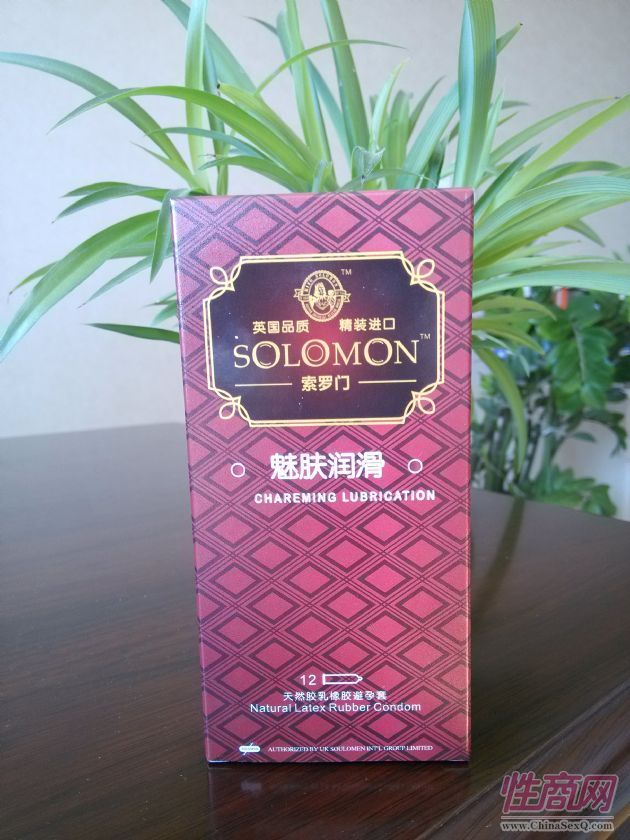 TM
英国品质 精装进口
SOLOMON TM
索罗门
魅肤润滑
CHAREMING LUBRICATION
12
天然胶乳橡胶避孕套
Natural Latex Rubber Condom
AUTHORIZED BY UK SOULOMEN INT'L GROUP LIMITED
性商网
www.ChinaSexQ.com